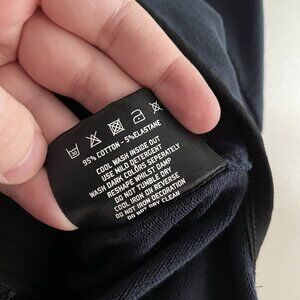 95% COTTON - 5% ELASTANE
COOL WASH INSIDE OUT
USE MILD DETERGENT
WASH DARK COLORS SEPERATELY
RESHAPE WHILST DAMP
DO NOT TUMBLE DRY
COOL IRON ON REVERSE
DO NOT IRON DECORATION
DO NOT DRY CLEAN